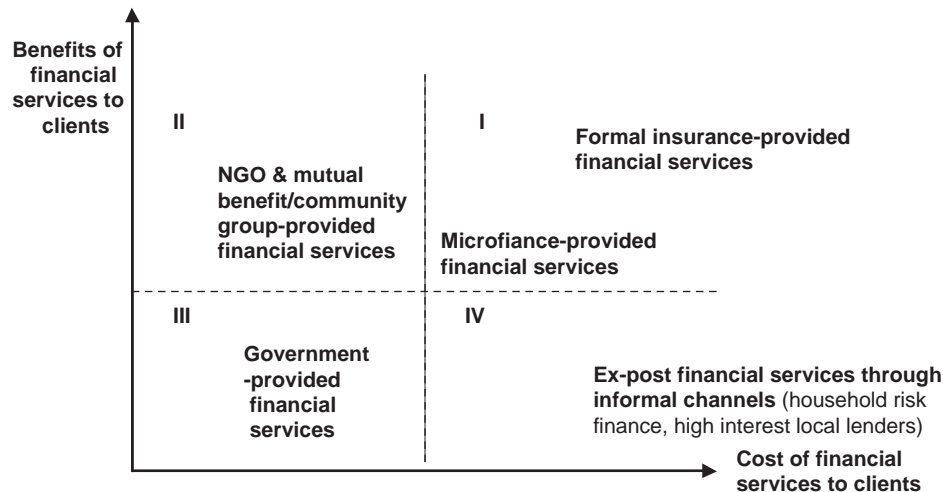 Benefits of
financial
services to
clients
II
I
Formal insurance-provided
financial services
NGO & mutual
benefit/community
group-provided
financial services
Microfiance-provided
financial services
III
IV
Government
-provided
financial
services
Ex-post financial services through
informal channels (household risk
finance, high interest local lenders)
Cost of financial
services to clients